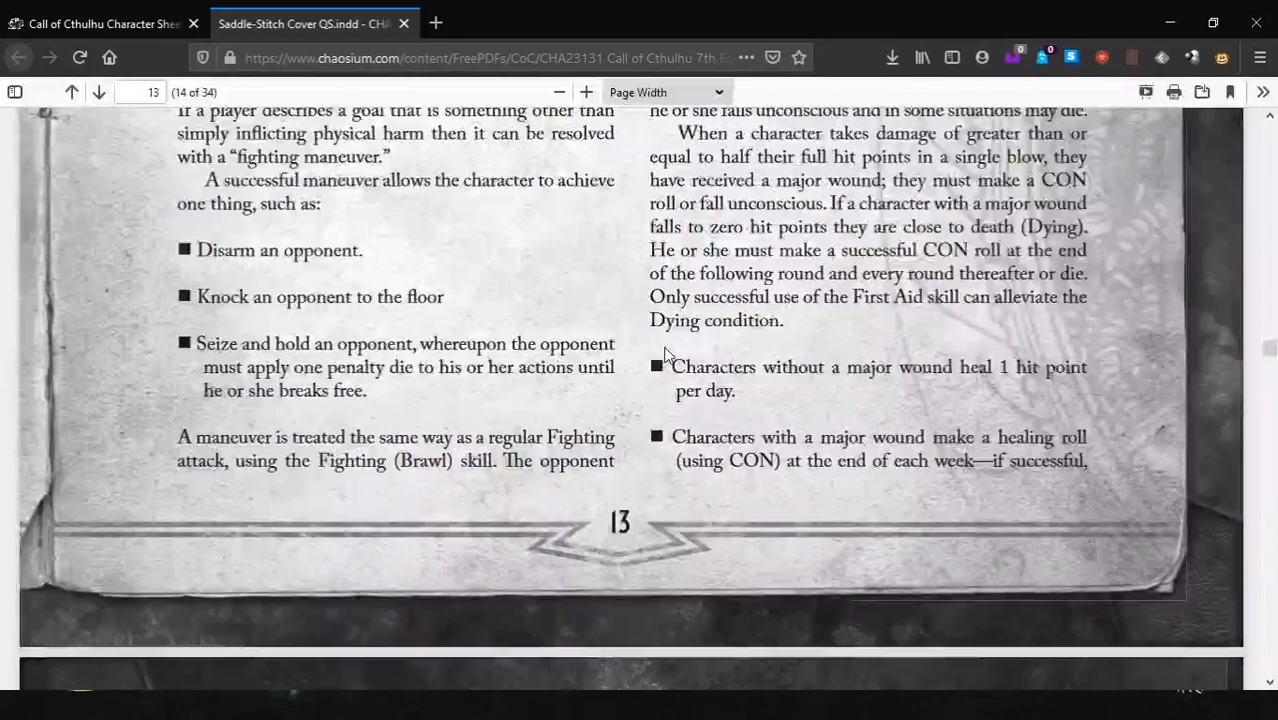 Call of Cthulhu Character Shee
Saddle-Stitch Cover QS.indd - CHA
https://www.chaosium.com/content/FreePDFs/CoC/CHA23131 Call of Cthulhu 7th E
0
0
13
(14 of 34)
Page Width
If a player describes a goal that is something other than
simply inflicting physical harm then it can be resolved
with a “fighting maneuver.”
A successful maneuver allows the character to achieve
one thing, such as:
■ Disarm an opponent.
■ Knock an opponent to the floor
■ Seize and hold an opponent, whereupon the opponent
must apply one penalty die to his or her actions until
he or she breaks free.
A maneuver is treated the same way as a regular Fighting
attack, using the Fighting (Brawl) skill. The opponent
he or she falls unconscious and in some situations may die.
When a character takes damage of greater than or
equal to half their full hit points in a single blow, they
have received a major wound; they must make a CON
roll or fall unconscious. If a character with a major wound
falls to zero hit points they are close to death (Dying).
He or she must make a successful CON roll at the end
of the following round and every round thereafter or die.
Only successful use of the First Aid skill can alleviate the
Dying condition.
■ Characters without a major wound heal 1 hit point
per day.
■ Characters with a major wound make a healing roll
(using CON) at the end of each week—if successful,
13